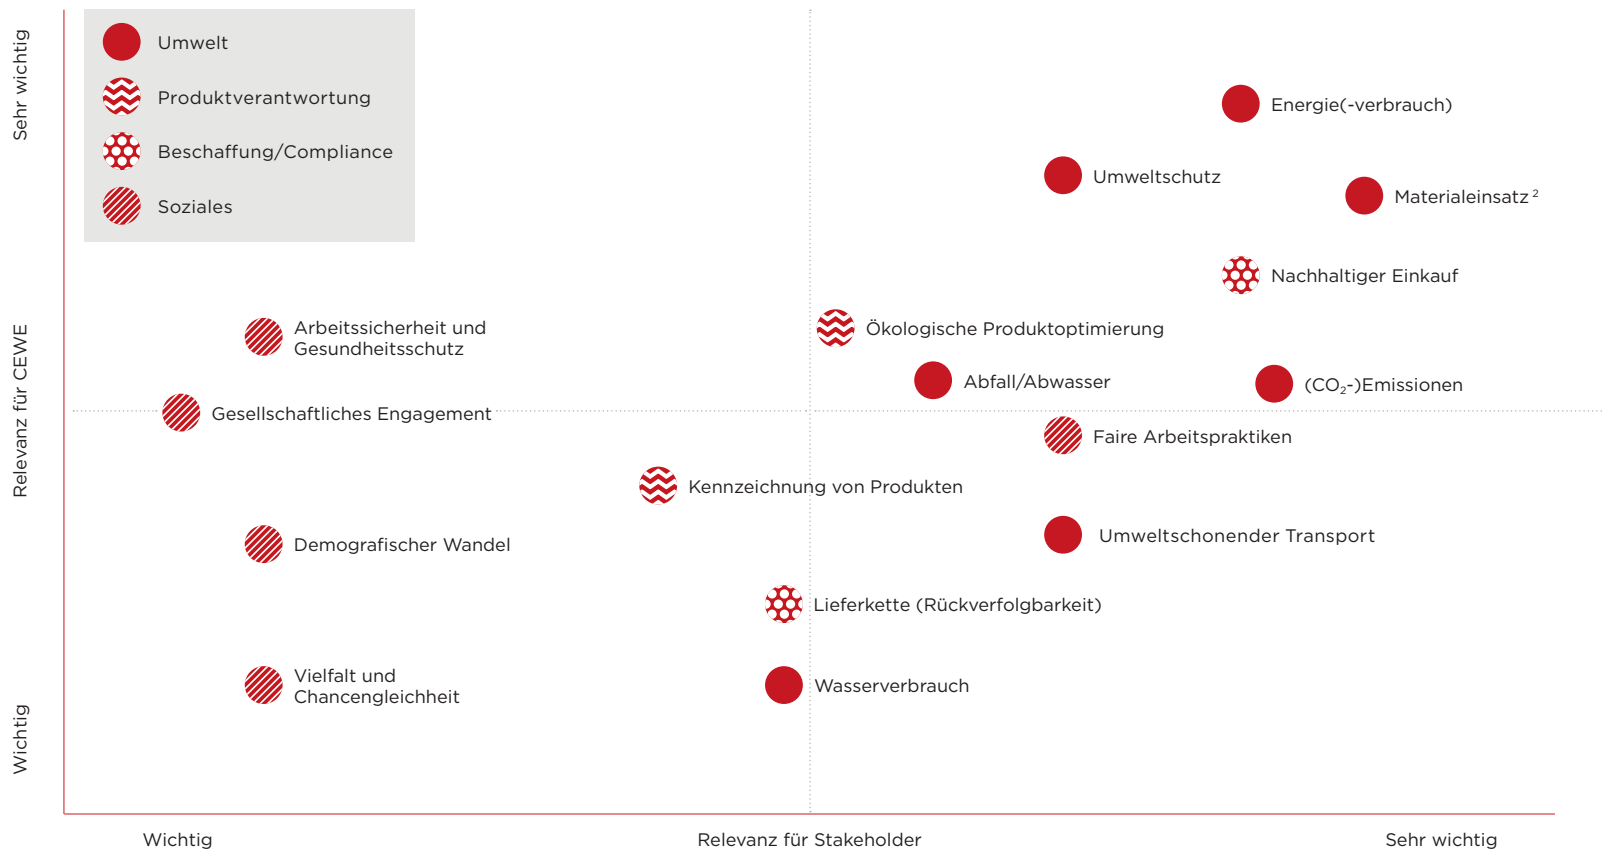 Sehr wichtig
Relevanz für CEWE
Wichtig
Umwelt
Produktverantwortung
Beschaffung/Compliance
Soziales
Energie(-verbrauch)
Umweltschutz
Materialeinsatz²
Nachhaltiger Einkauf
Arbeitssicherheit und
Gesundheitsschutz
Ökologische Produktoptimierung
Abfall/Abwasser
(CO₂-)Emissionen
Gesellschaftliches Engagement
Faire Arbeitspraktiken
Kennzeichnung von Produkten
Demografischer Wandel
Umweltschonender Transport
Lieferkette (Rückverfolgbarkeit)
Vielfalt und
Chancengleichheit
Wasserverbrauch
Wichtig
Relevanz für Stakeholder
Sehr wichtig